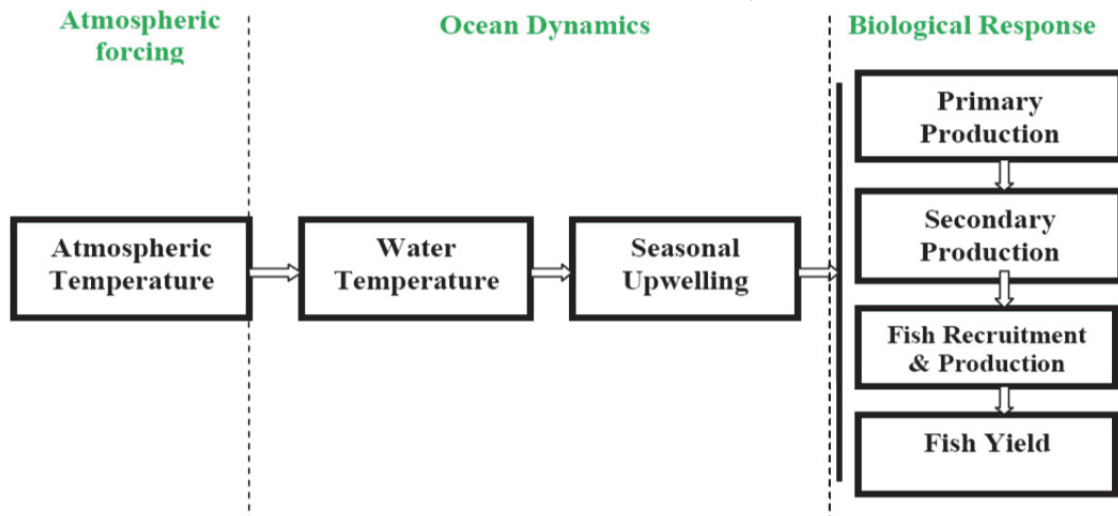 Atmospheric
forcing
Ocean Dynamics
Biological Response
Atmospheric
Temperature
Water
Temperature
Seasonal
Upwelling
Primary
Production
Secondary
Production
Fish Recruitment
& Production
Fish Yield